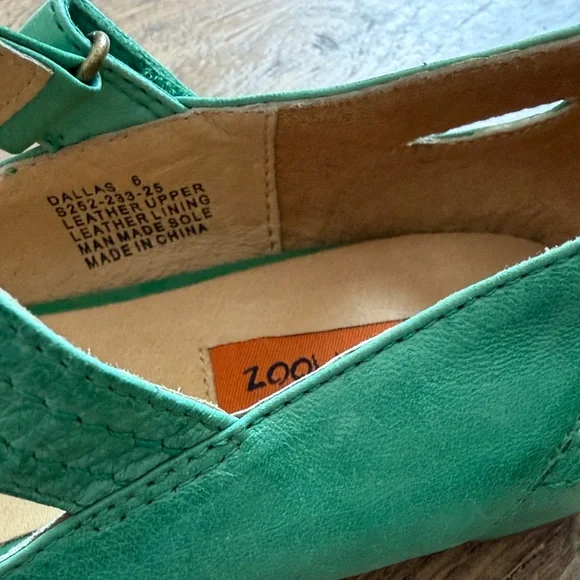 DALLAS 6
S252-233-25
LEATHER UPPER
LEATHER LINING
MAN MADE SOLE
MADE IN CHINA